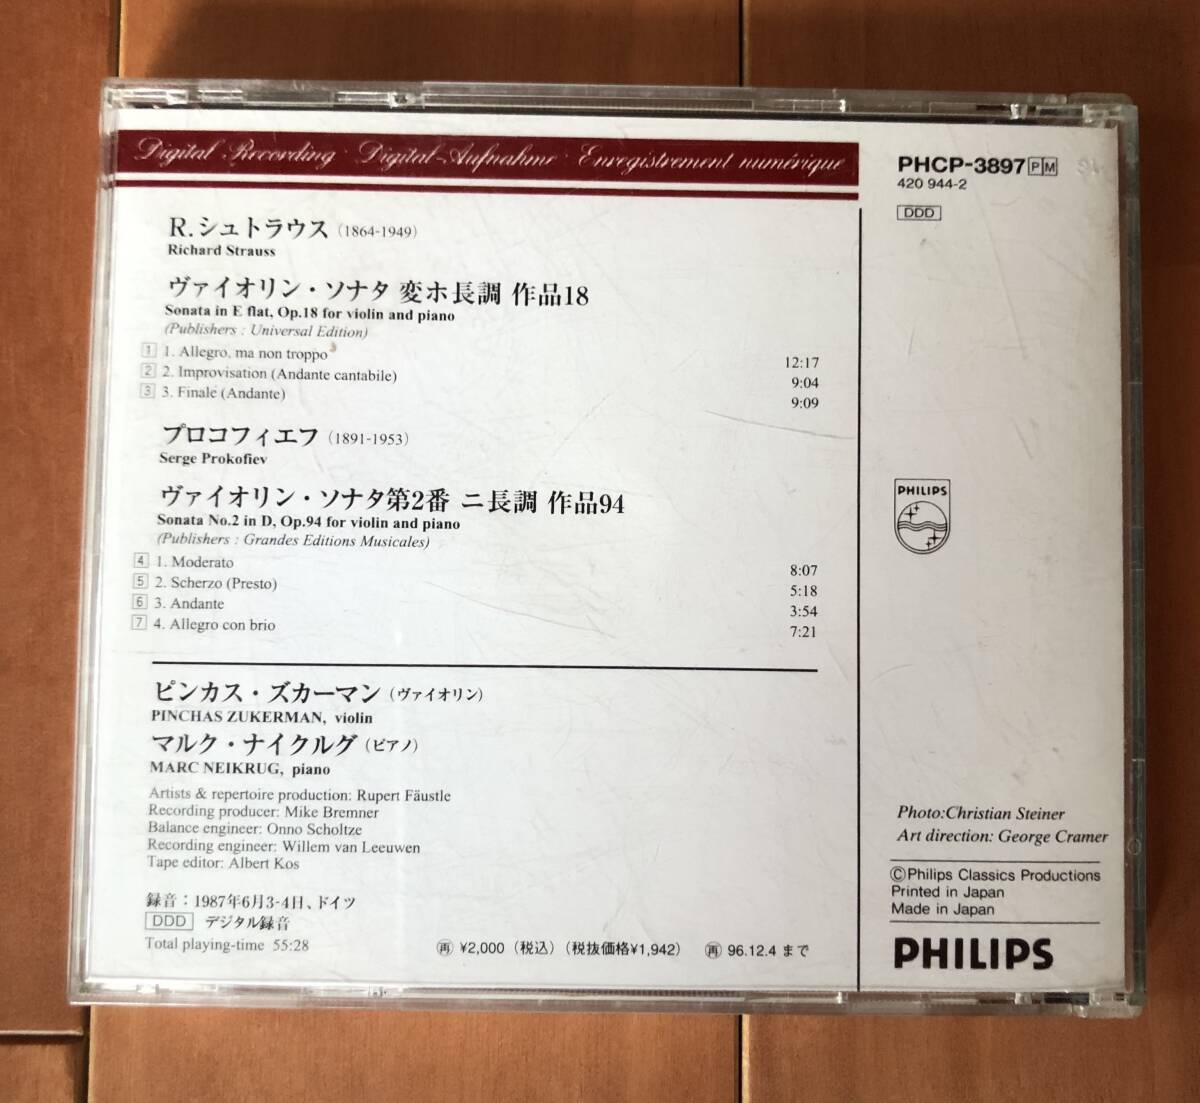 Digital Recording · Digital-Aufnahme · Enregistrement numérique
PHCP-3897 PM
420 944-2
DDD
R.シュトラウス (1864-1949)
Richard Strauss
ヴァイオリン・ソナタ 変ホ長調 作品18
Sonata in E flat, Op.18 for violin and piano
(Publishers : Universal Edition)
1 1. Allegro, ma non troppo 12:17
2 2. Improvisation (Andante cantabile) 9:04
3 3. Finale (Andante) 9:09
プロコフィエフ (1891-1953)
Serge Prokofiev
ヴァイオリン・ソナタ第2番 ニ長調 作品94
Sonata No.2 in D, Op.94 for violin and piano
(Publishers : Grandes Editions Musicales)
4 1. Moderato 8:07
5 2. Scherzo (Presto) 5:18
6 3. Andante 3:54
7 4. Allegro con brio 7:21
ピンカス・ズカーマン (ヴァイオリン)
PINCHAS ZUKERMAN, violin
マルク・ナイクルグ (ピアノ)
MARC NEIKRUG, piano
Artists & repertoire production: Rupert Fäustle
Recording producer: Mike Bremner
Balance engineer: Onno Scholtze
Recording engineer: Willem van Leeuwen
Tape editor: Albert Kos
録音：1987年6月3-4日、ドイツ
DDD デジタル録音
Total playing-time 55:28
再 ¥2,000（税込）（税抜価格¥1,942） 再 96.12.4 まで
PHILIPS
Photo:Christian Steiner
Art direction: George Cramer
©Philips Classics Productions
Printed in Japan
Made in Japan
PHILIPS